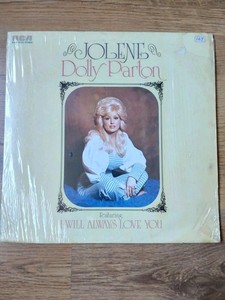 RCA
JOLENE
Dolly Parton
Featuring
I WILL ALWAYS LOVE YOU